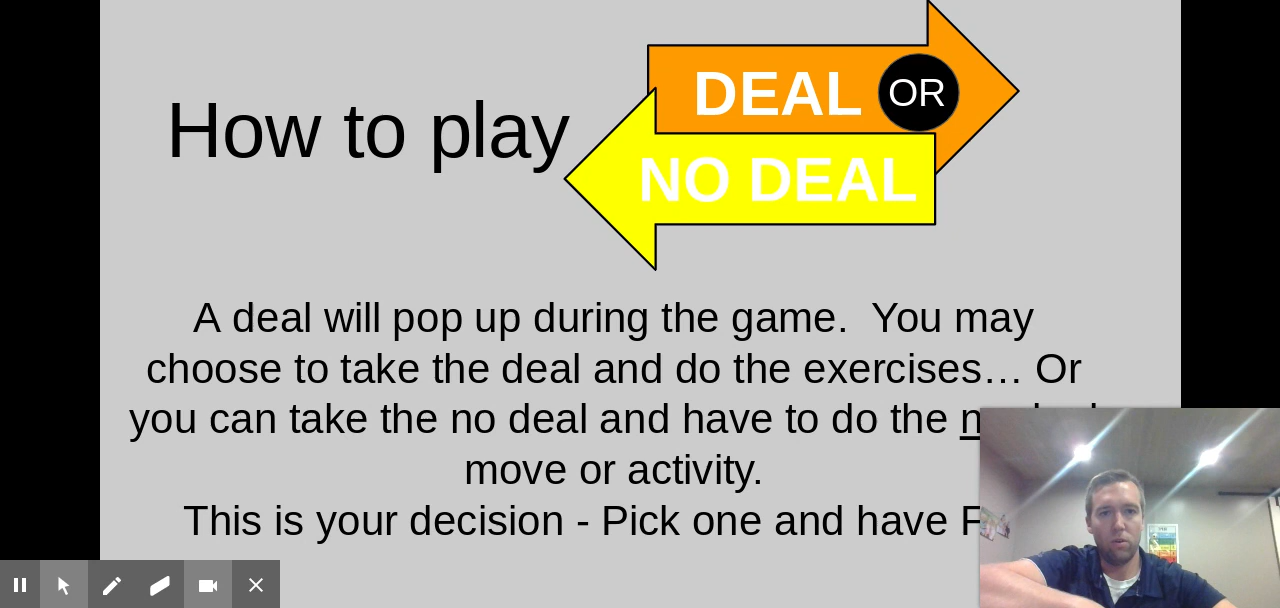 How to play
DEAL OR
NO DEAL
A deal will pop up during the game.  You may
choose to take the deal and do the exercises… Or
you can take the no deal and have to do the
move or activity.
This is your decision - Pick one and have